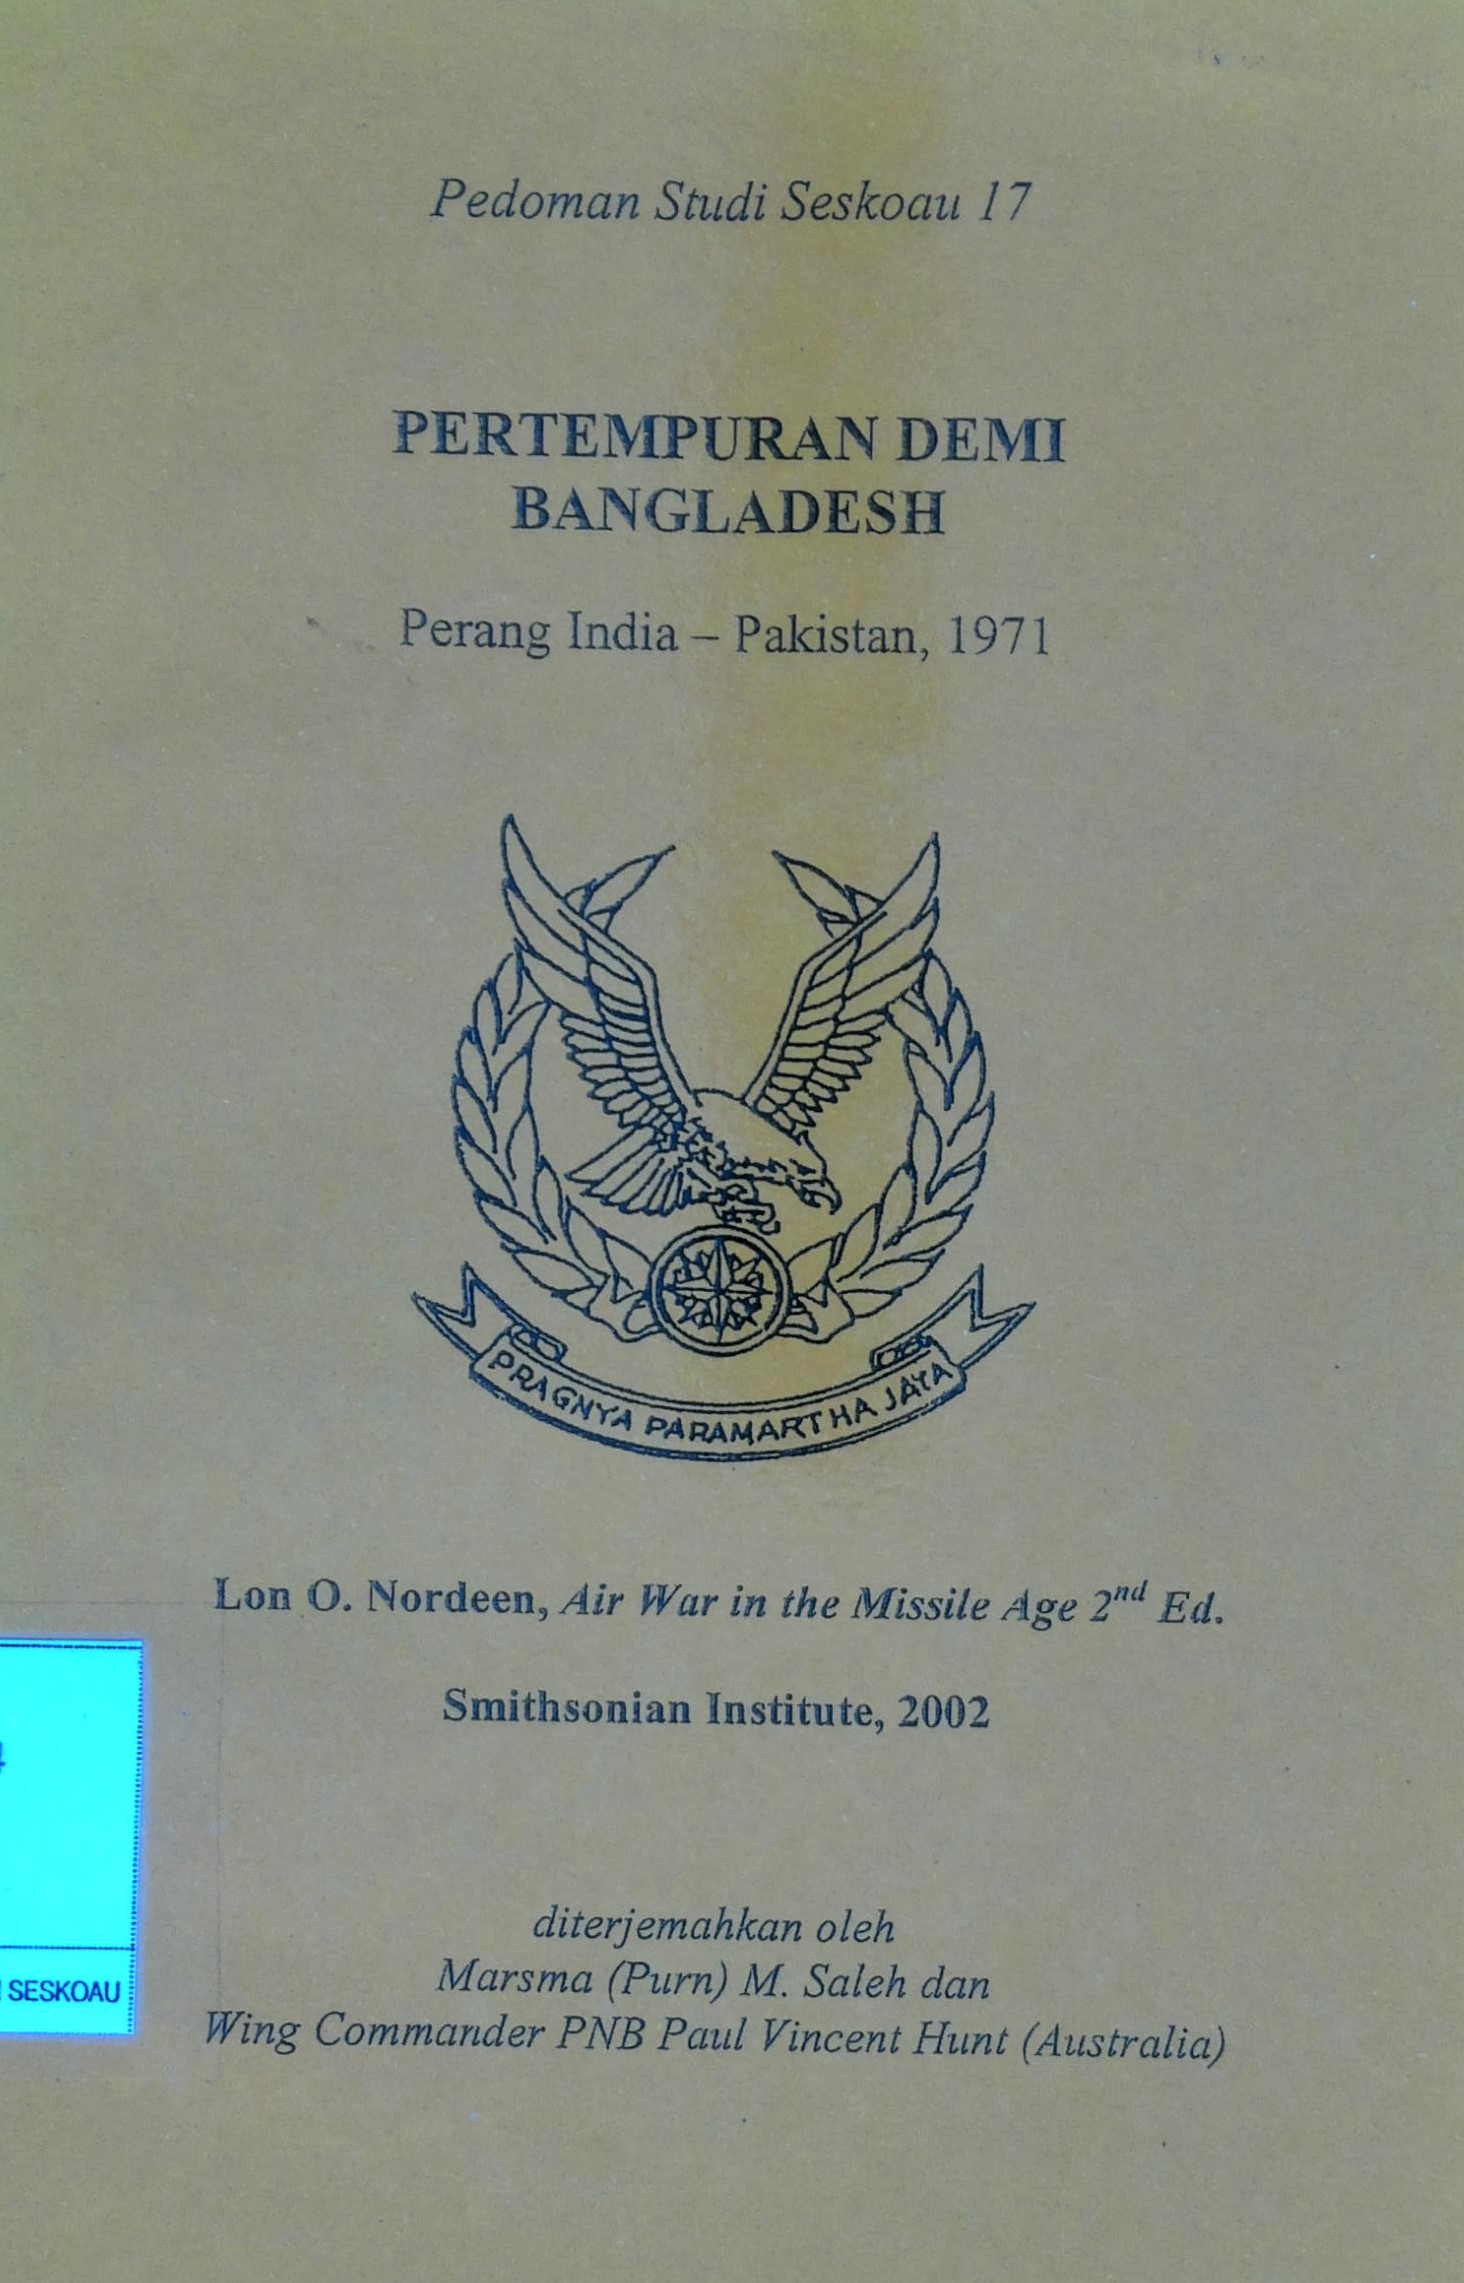 Pedoman Studi Seskoau 17
PERTEMPURAN DEMI
BANGLADESH
Perang India – Pakistan, 1971
PRAGNYA PARAMARTHA JAYA
Lon O. Nordeen, Air War in the Missile Age 2nd Ed.
Smithsonian Institute, 2002
SESKOAU
diterjemahkan oleh
Marsma (Purn) M. Saleh dan
Wing Commander PNB Paul Vincent Hunt (Australia)